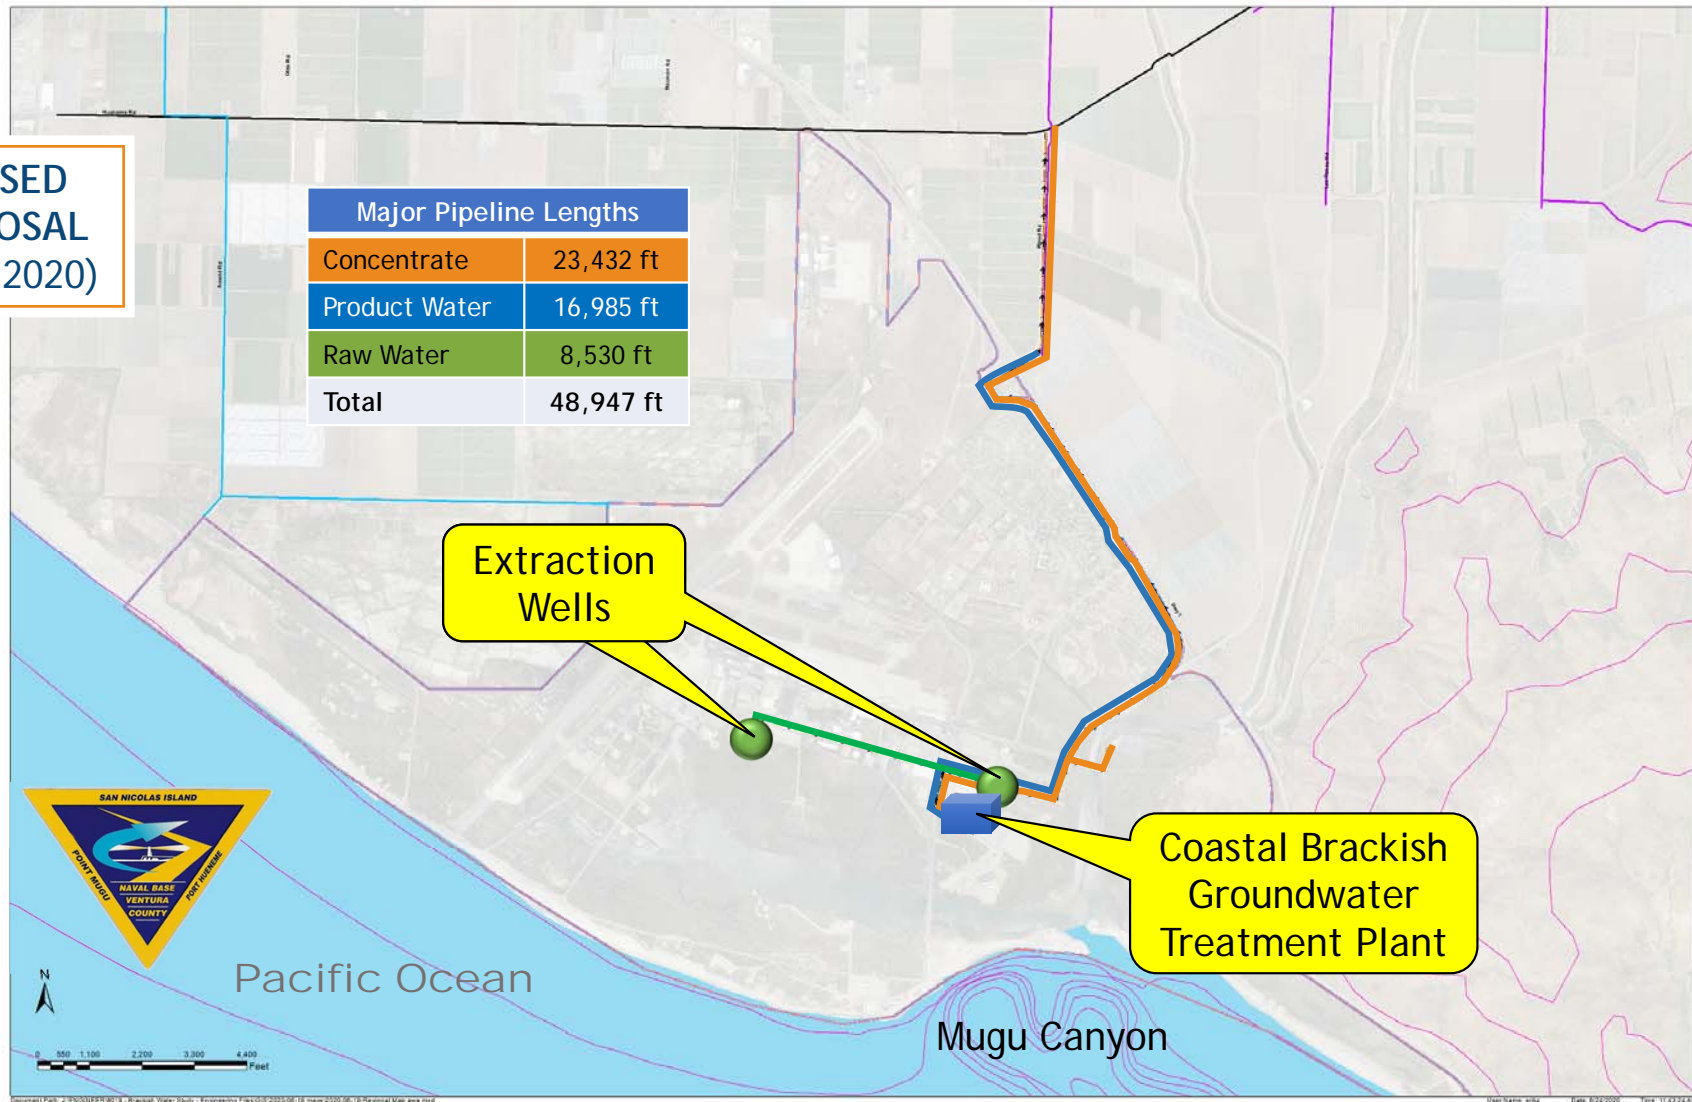 SED
OSAL
2020)
Major Pipeline Lengths
Concentrate 23,432 ft
Product Water 16,985 ft
Raw Water 8,530 ft
Total 48,947 ft
Extraction
Wells
Coastal Brackish
Groundwater
Treatment Plant
SAN NICOLAS ISLAND
POINT MUGU
PORT HUENEME
NAVAL BASE
VENTURA
COUNTY
Pacific Ocean
Mugu Canyon
N
0 550 1,100 2,200 3,300 4,400
Feet